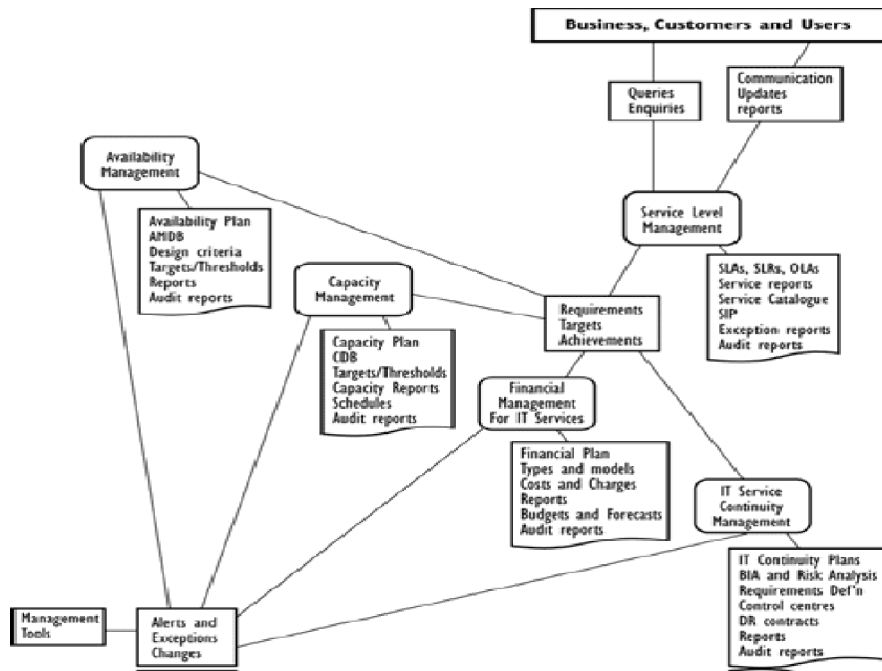 Business, Customers and Users
Queries
Enquiries
Communication
Updates
reports
Availability
Management
Service Level
Management
Availability Plan
AMDB
Design criteria
Targets/Thresholds
Reports
Audit reports
SLAs, SLRs, OLAs
Service reports
Service Catalogue
SIP
Exception reports
Audit reports
Capacity
Management
Requirements
Targets
Achievements
Capacity Plan
CDB
Targets/Thresholds
Capacity Reports
Schedules
Audit reports
Financial
Management
For IT Services
Financial Plan
Types and models
Costs and Charges
Reports
Budgets and Forecasts
Audit reports
IT Service
Continuity
Management
IT Continuity Plans
BIA and Risk Analysis
Requirements Def'n
Control centres
DR contracts
Reports
Audit reports
Management
Tools
Alerts and
Exceptions
Changes